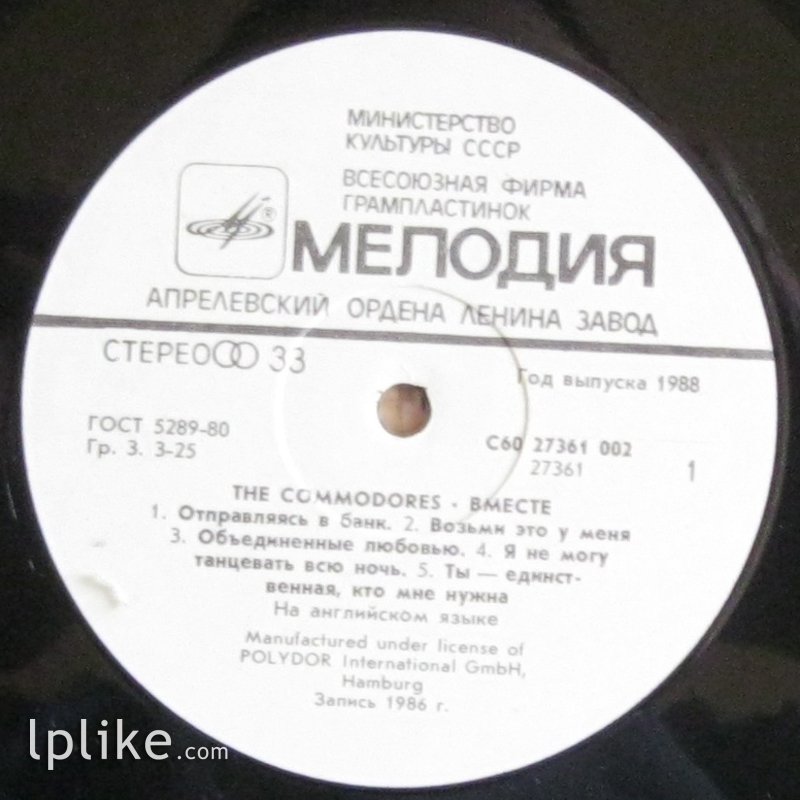 МИНИСТЕРСТВО
КУЛЬТУРЫ СССР
ВСЕСОЮЗНАЯ ФИРМА
ГРАМПЛАСТИНОК
®
МЕЛОДИЯ
АПРЕЛЕВСКИЙ ОРДЕНА ЛЕНИНА ЗАВОД
СТЕРЕО 33
Год выпуска 1988
ГОСТ 5289-80
Гр. 3. 3-25
С60 27361 002
27361
1
THE COMMODORES · ВМЕСТЕ
1. Отправляясь в банк. 2. Возьми это у меня
3. Объединенные любовью. 4. Я не могу
танцевать всю ночь. 5. Ты — единст-
венная, кто мне нужна
На английском языке
Manufactured under license of
POLYDOR International GmbH,
Hamburg
Запись 1986 г.
lplike.com